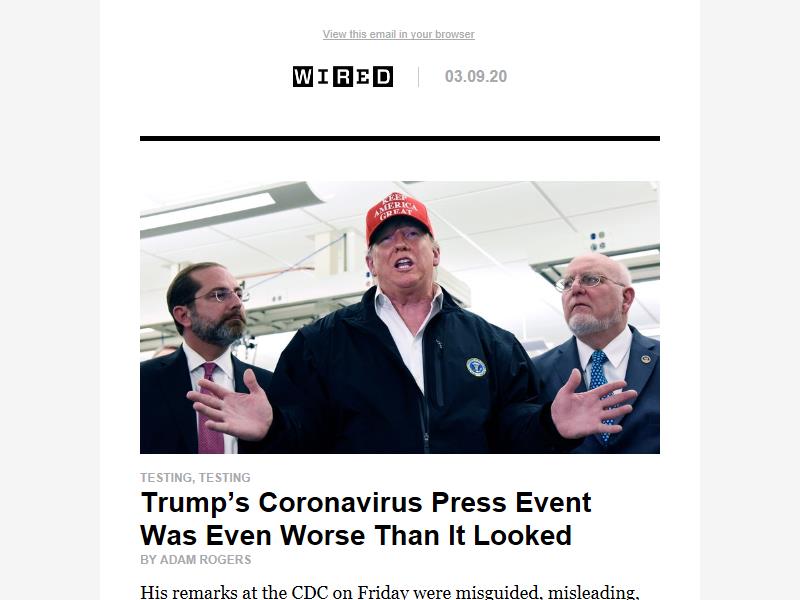 View this email in your browser
WIRED
03.09.20
KEEP
AMERICA
GREAT
TESTING, TESTING
Trump’s Coronavirus Press Event
Was Even Worse Than It Looked
BY ADAM ROGERS
His remarks at the CDC on Friday were misguided, misleading,